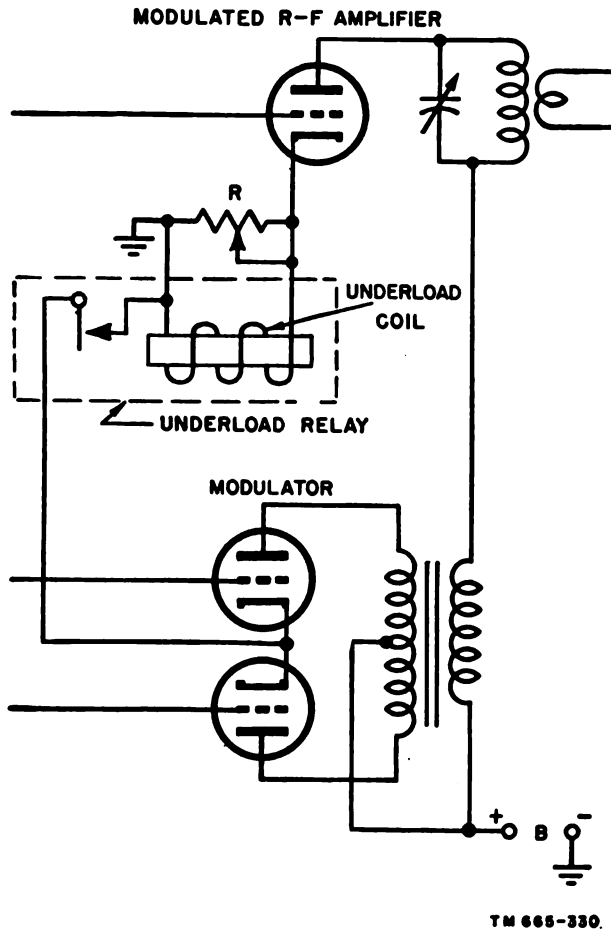 MODULATED R-F AMPLIFIER
R
UNDERLOAD
COIL
UNDERLOAD RELAY
MODULATOR
+ B -
TM 665-330.